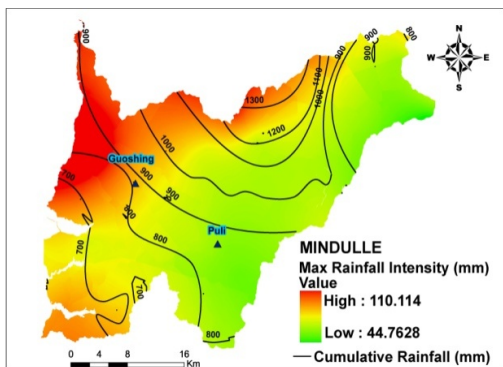 900
800
900
900
N
W E
S
900
1100
1000
1300
1200
1000
Guoshing
700
900
900
800
Puli
700
800
700
800
MINDULLE
Max Rainfall Intensity (mm)
Value
High : 110.114
Low : 44.7628
Cumulative Rainfall (mm)
0 4 8 16
Km